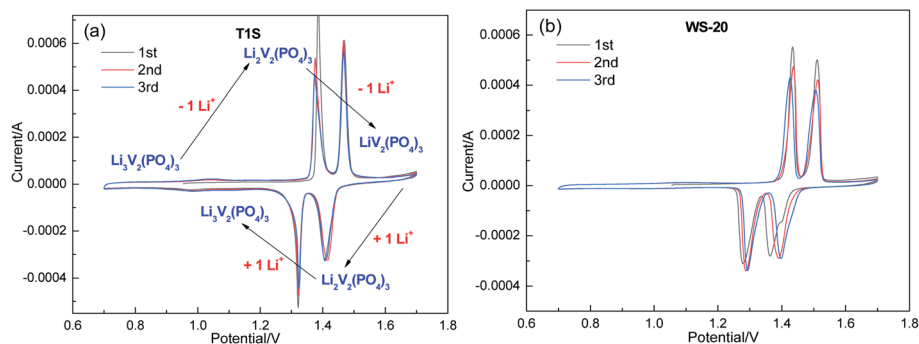 (a)
T1S
1st
2nd
3rd
Li₂V₂(PO₄)₃
- 1 Li⁺
- 1 Li⁺
Li₃V₂(PO₄)₃
LiV₂(PO₄)₃
Li₃V₂(PO₄)₃
+ 1 Li⁺
+ 1 Li⁺
Li₂V₂(PO₄)₃
Current/A
0.0006
0.0004
0.0002
0.0000
-0.0002
-0.0004
0.6 0.8 1.0 1.2 1.4 1.6 1.8
Potential/V
(b)
WS-20
1st
2nd
3rd
Current/A
0.0006
0.0004
0.0002
0.0000
-0.0002
-0.0004
0.6 0.8 1.0 1.2 1.4 1.6 1.8
Potential/V